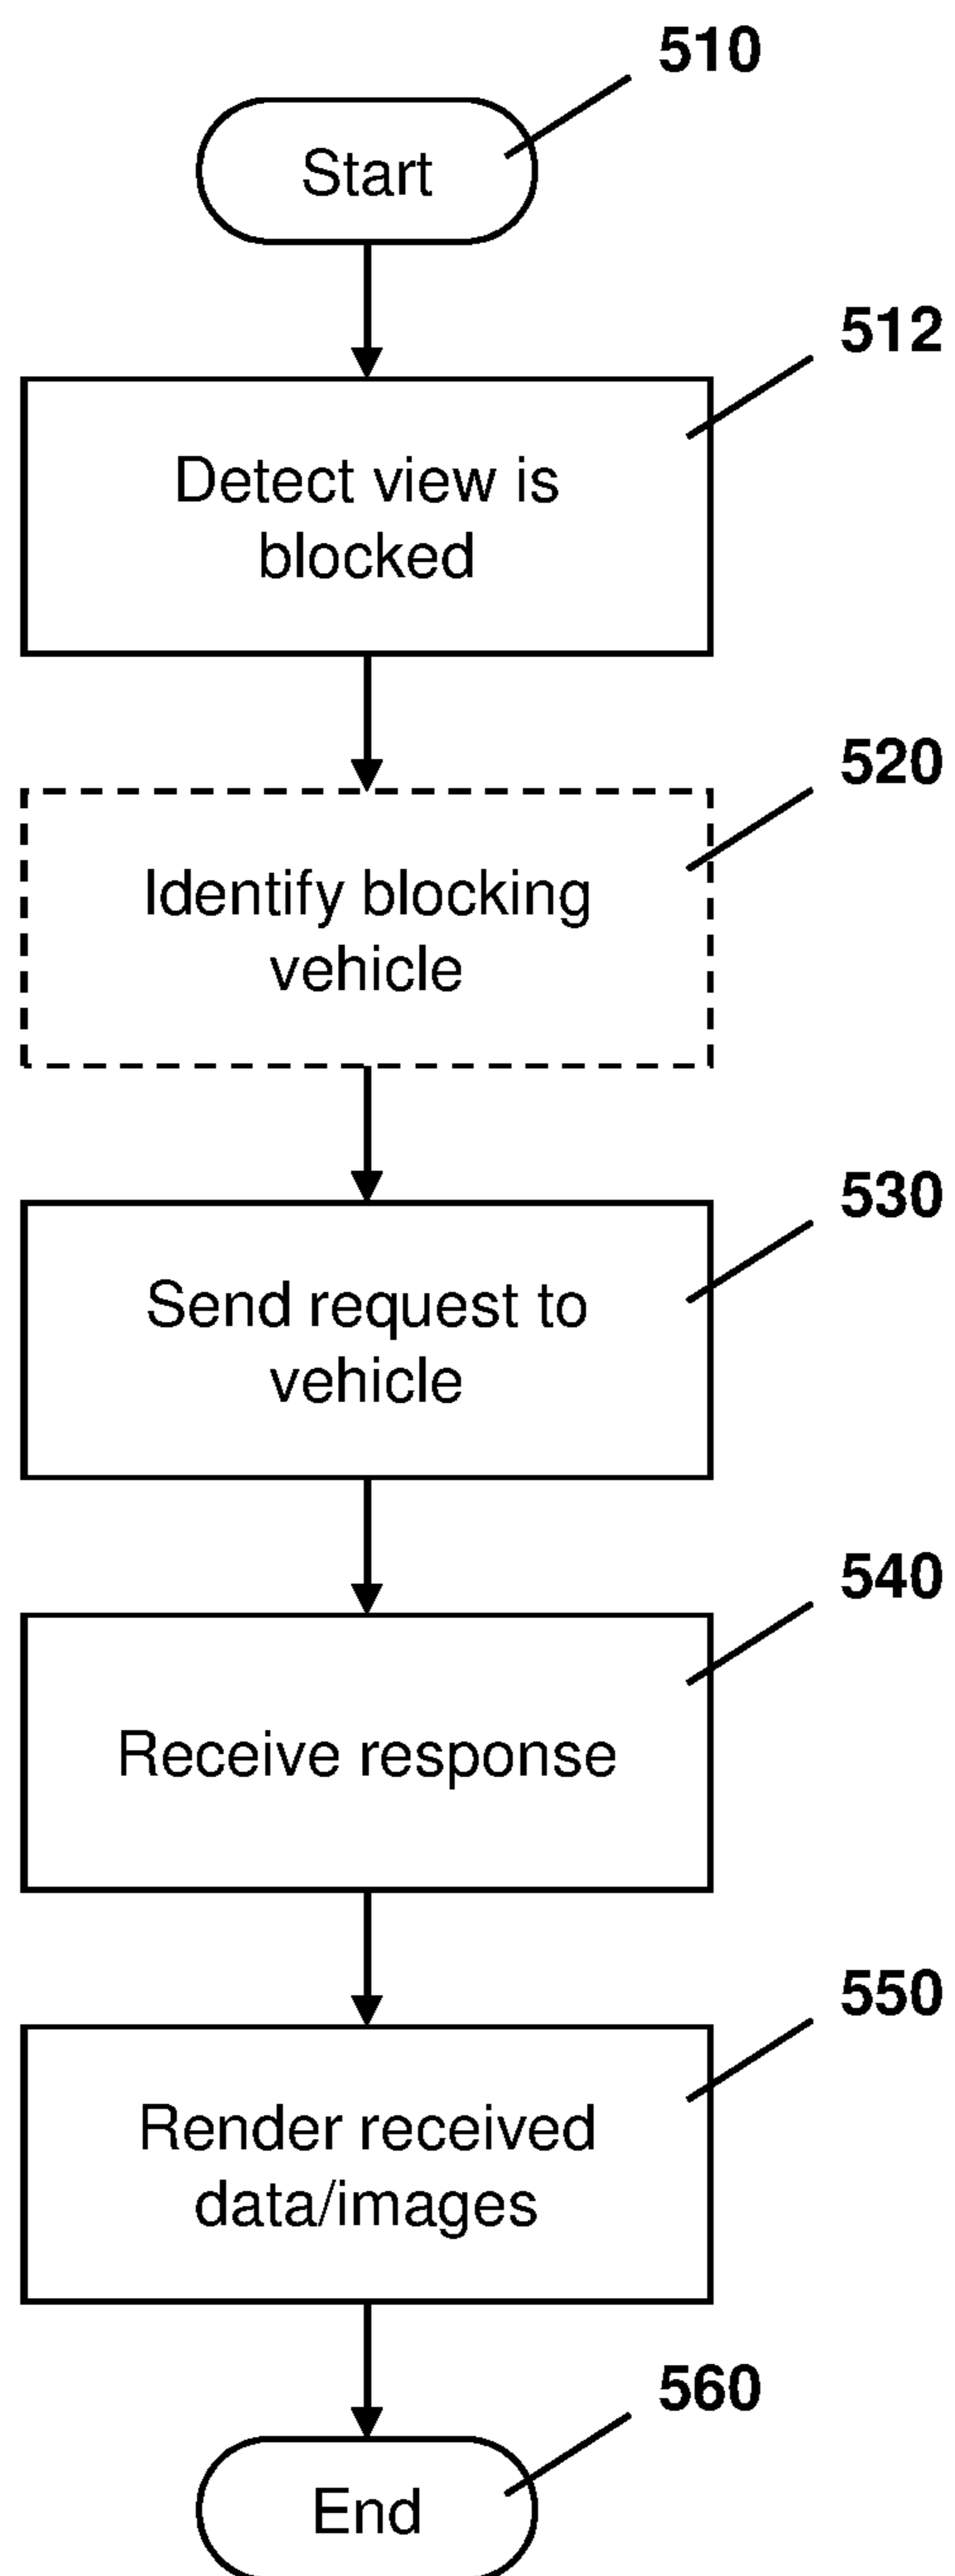 510
Start
512
Detect view is
blocked
520
Identify blocking
vehicle
530
Send request to
vehicle
540
Receive response
550
Render received
data/images
560
End